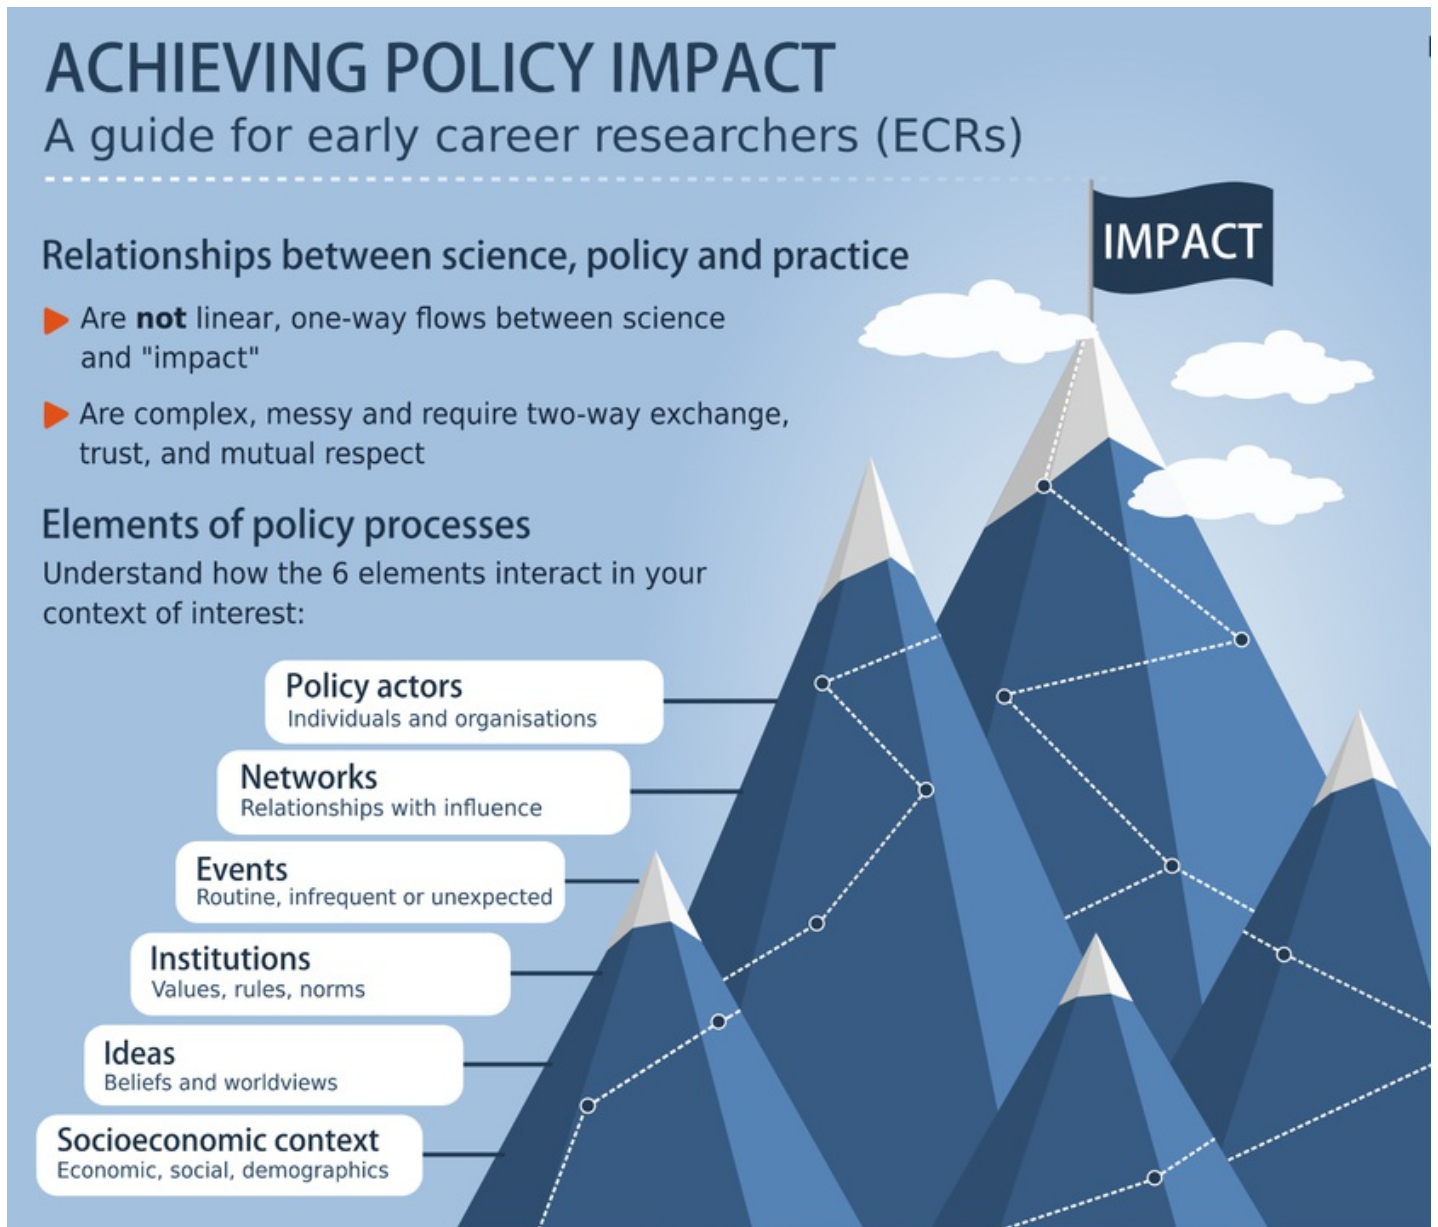 ACHIEVING POLICY IMPACT
A guide for early career researchers (ECRs)
IMPACT
Relationships between science, policy and practice
Are not linear, one-way flows between science
and "impact"
Are complex, messy and require two-way exchange,
trust, and mutual respect
Elements of policy processes
Understand how the 6 elements interact in your
context of interest:
Policy actors
Individuals and organisations
Networks
Relationships with influence
Events
Routine, infrequent or unexpected
Institutions
Values, rules, norms
Ideas
Beliefs and worldviews
Socioeconomic context
Economic, social, demographics